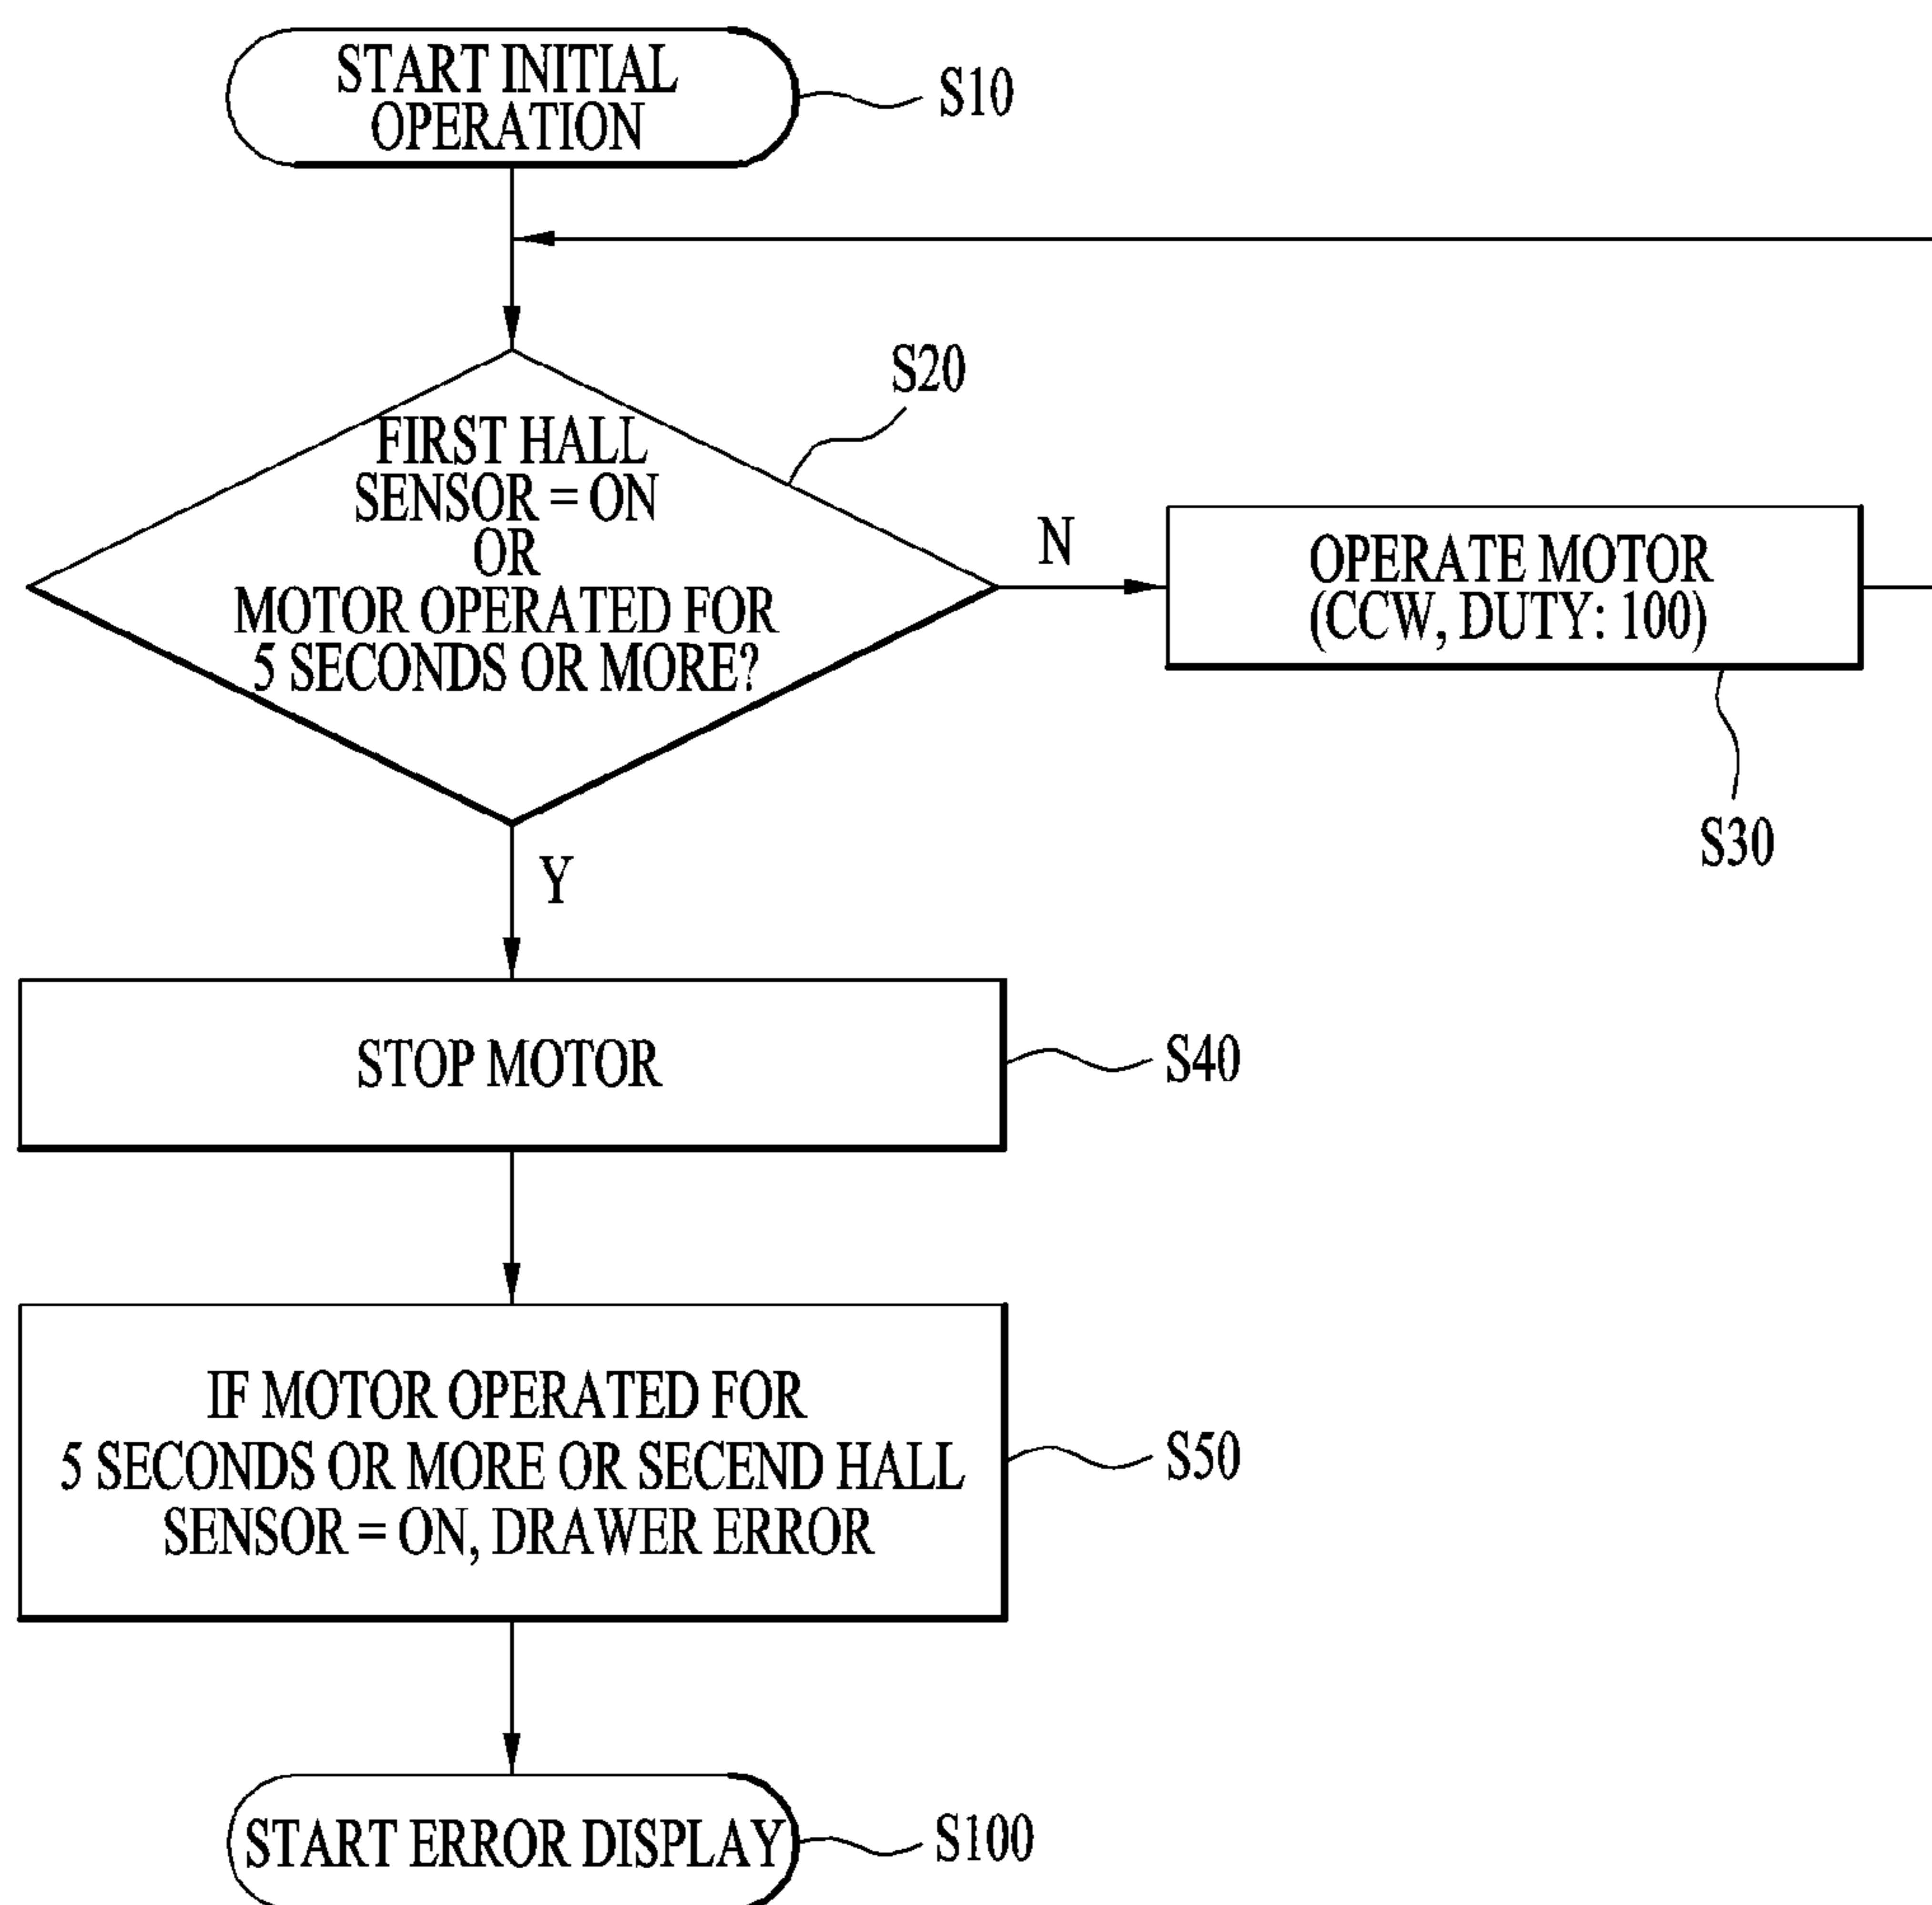 START INITIAL
OPERATION
S10
S20
FIRST HALL
SENSOR = ON
OR
MOTOR OPERATED FOR
5 SECONDS OR MORE?
N
OPERATE MOTOR
(CCW, DUTY: 100)
S30
Y
STOP MOTOR
S40
IF MOTOR OPERATED FOR
5 SECONDS OR MORE OR SECEND HALL
SENSOR = ON, DRAWER ERROR
S50
START ERROR DISPLAY
S100